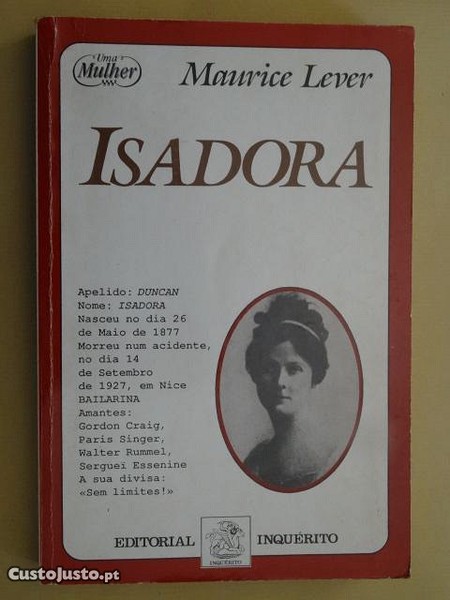 Uma
Mulher
Maurice Lever
ISADORA
Apelido: DUNCAN
Nome: ISADORA
Nasceu no dia 26
de Maio de 1877
Morreu num acidente,
no dia 14
de Setembro
de 1927, em Nice
BAILARINA
Amantes:
Gordon Craig,
Paris Singer,
Walter Rummel,
Serguei Essenine
A sua divisa:
«Sem limites!»
EDITORIAL INQUÉRITO
INQUÉRITO
CustoJusto.pt